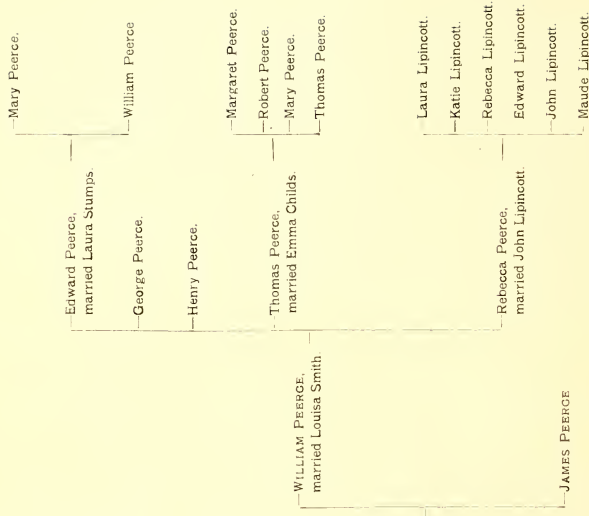 WILLIAM PEERCE,
married Louisa Smith.
JAMES PEERCE
Edward Peerce,
married Laura Stumps.
George Peerce.
Henry Peerce.
Thomas Peerce,
married Emma Childs.
Rebecca Peerce,
married John Lipincott.
Mary Peerce.
William Peerce
Margaret Peerce.
Robert Peerce.
Mary Peerce.
Thomas Peerce.
Laura Lipincott.
Katie Lipincott.
Rebecca Lipincott.
Edward Lipincott.
John Lipincott.
Maude Lipincott.